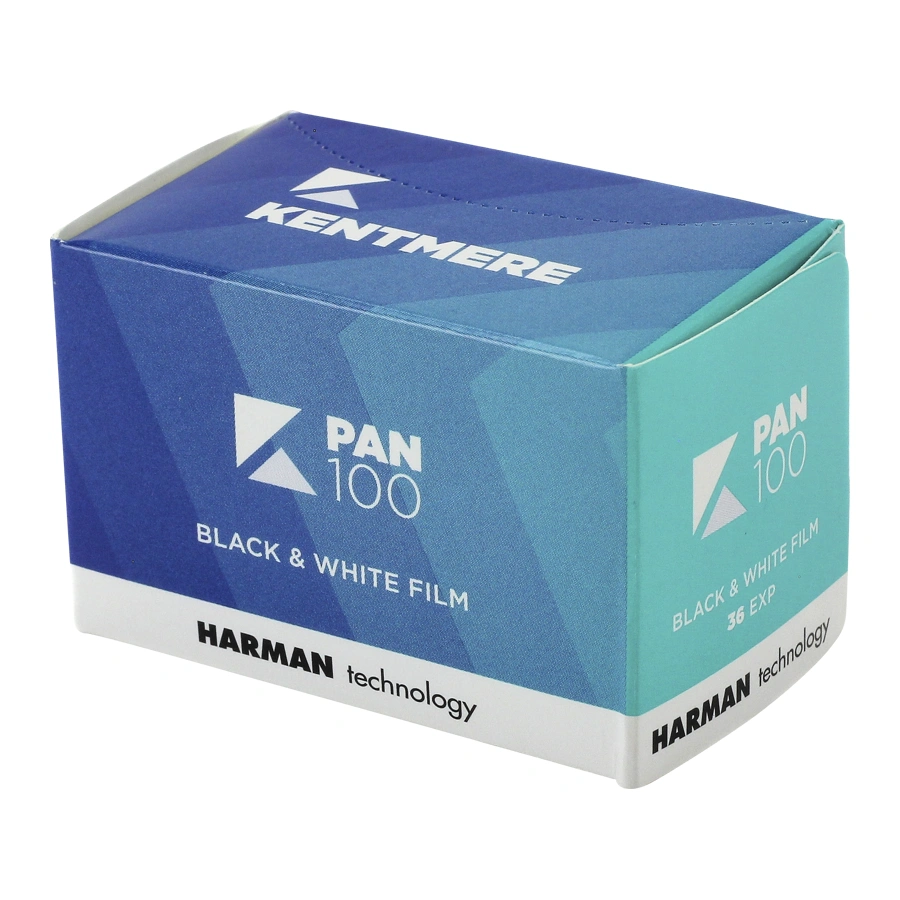 KENTMERE
PAN
100
BLACK & WHITE FILM
HARMAN technology
PAN
100
BLACK & WHITE FILM
36 EXP
HARMAN technology